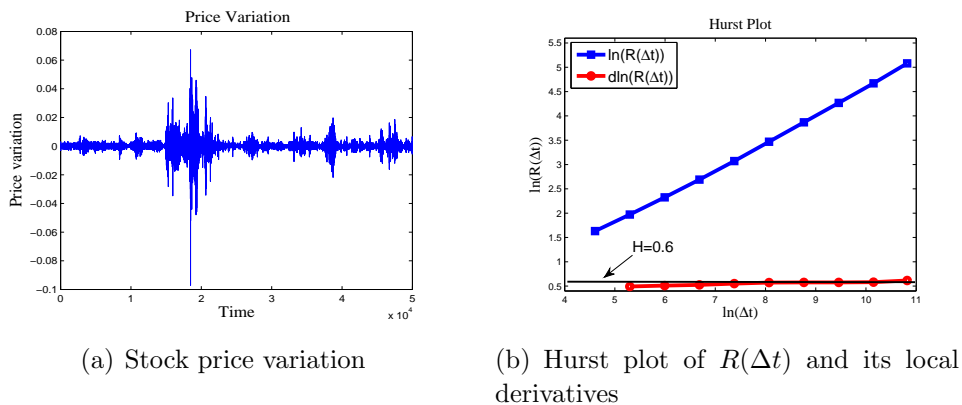 Price Variation
0.08
0.06
0.04
0.02
0
−0.02
−0.04
−0.06
−0.08
−0.1
Price variation
0
1
2
3
4
5
x 10^4
Time
(a) Stock price variation
Hurst Plot
5.5
5
4.5
4
3.5
3
2.5
2
1.5
1
0.5
ln(R(Δt))
ln(R(Δt))
dln(R(Δt))
H=0.6
4
5
6
7
8
9
10
11
ln(Δt)
(b) Hurst plot of R(Δt) and its local
derivatives